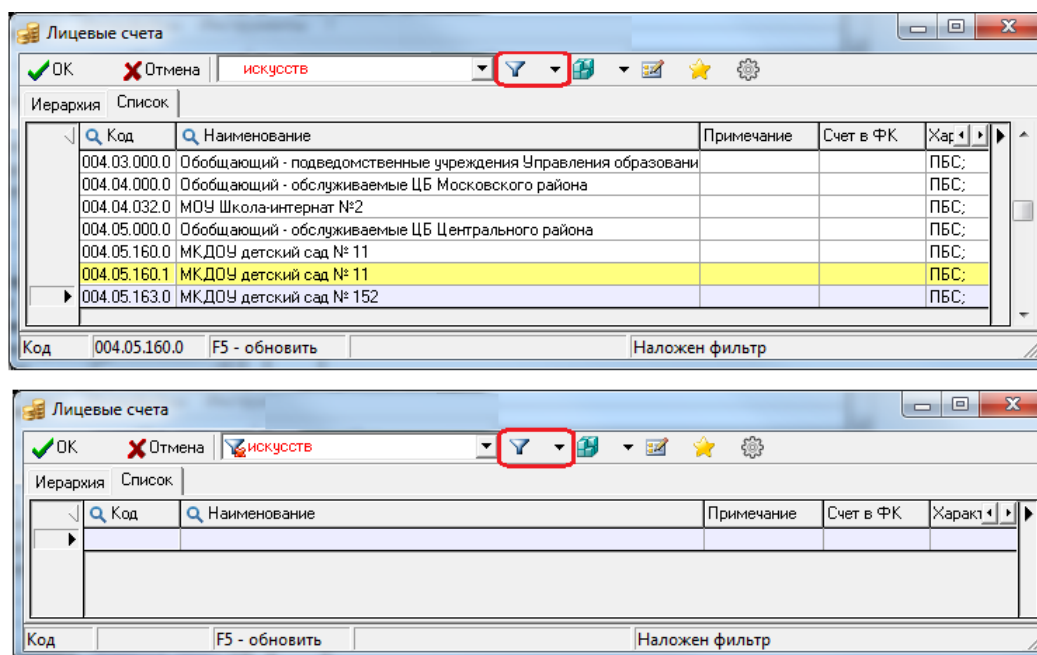 Лицевые счета
OK Отмена искусств
Иерархия Список
Код Наименование Примечание Счет в ФК Хар
004.03.000.0 Обобщающий - подведомственные учреждения Управления образовани ПБС;
004.04.000.0 Обобщающий - обслуживаемые ЦБ Московского района ПБС;
004.04.032.0 МОУ Школа-интернат №2 ПБС;
004.05.000.0 Обобщающий - обслуживаемые ЦБ Центрального района ПБС;
004.05.160.0 МКДОУ детский сад № 11 ПБС;
004.05.160.1 МКДОУ детский сад № 11 ПБС;
004.05.163.0 МКДОУ детский сад № 152 ПБС;
Код 004.05.160.0 F5 - обновить Наложен фильтр
Лицевые счета
OK Отмена искусств
Иерархия Список
Код Наименование Примечание Счет в ФК Характ
Код F5 - обновить Наложен фильтр